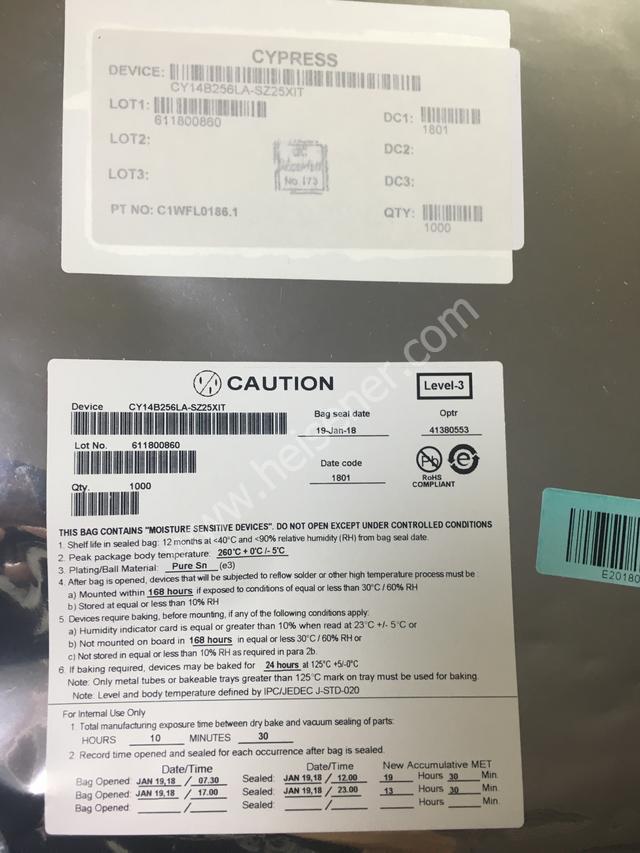 CYPRESS
DEVICE:
CY14B256LA-SZ25XIT
LOT1:
611800860
DC1:
1801
LOT2:
DC2:
LOT3:
No. 173
DC3:
PT NO: C1WFL0186.1
QTY:
1000
CAUTION
Level-3
Device CY14B256LA-SZ25XIT
Bag seal date
Optr
19-Jan-18
41380553
Lot No. 611800860
Date code
1801
Pb
e3
RoHS
COMPLIANT
Qty. 1000
THIS BAG CONTAINS "MOISTURE SENSITIVE DEVICES". DO NOT OPEN EXCEPT UNDER CONTROLLED CONDITIONS
1. Shelf life in sealed bag: 12 months at <40°C and <90% relative humidity (RH) from bag seal date.
2. Peak package body temperature: 260°C + 0°C /- 5°C
3. Plating/Ball Material: Pure Sn (e3)
4. After bag is opened, devices that will be subjected to reflow solder or other high temperature process must be
a) Mounted within 168 hours if exposed to conditions of equal or less than 30°C / 60% RH
b) Stored at equal or less than 10% RH
5. Devices require baking, before mounting, if any of the following conditions apply:
a) Humidity indicator card is equal or greater than 10% when read at 23°C +/- 5°C or
b) Not mounted on board in 168 hours in equal or less 30°C / 60% RH or
c) Not stored in equal or less than 10% RH as required in para 2b.
6. If baking required, devices may be baked for 24 hours at 125°C +5/-0°C
Note: Only metal tubes or bakeable trays greater than 125°C mark on tray must be used for baking.
Note: Level and body temperature defined by IPC/JEDEC J-STD-020
For Internal Use Only
1. Total manufacturing exposure time between dry bake and vacuum sealing of parts:
HOURS 10 MINUTES 30
2. Record time opened and sealed for each occurrence after bag is sealed.
Date/Time Date/Time New Accumulative MET
Bag Opened: JAN 19,18 / 07.30 Sealed: JAN 19,18 / 12.00 19 Hours 30 Min.
Bag Opened: JAN 19,18 / 17.00 Sealed: JAN 19,18 / 23.00 13 Hours 30 Min.
Bag Opened: / Sealed: / Hours Min.
E20180
www.heisener.com